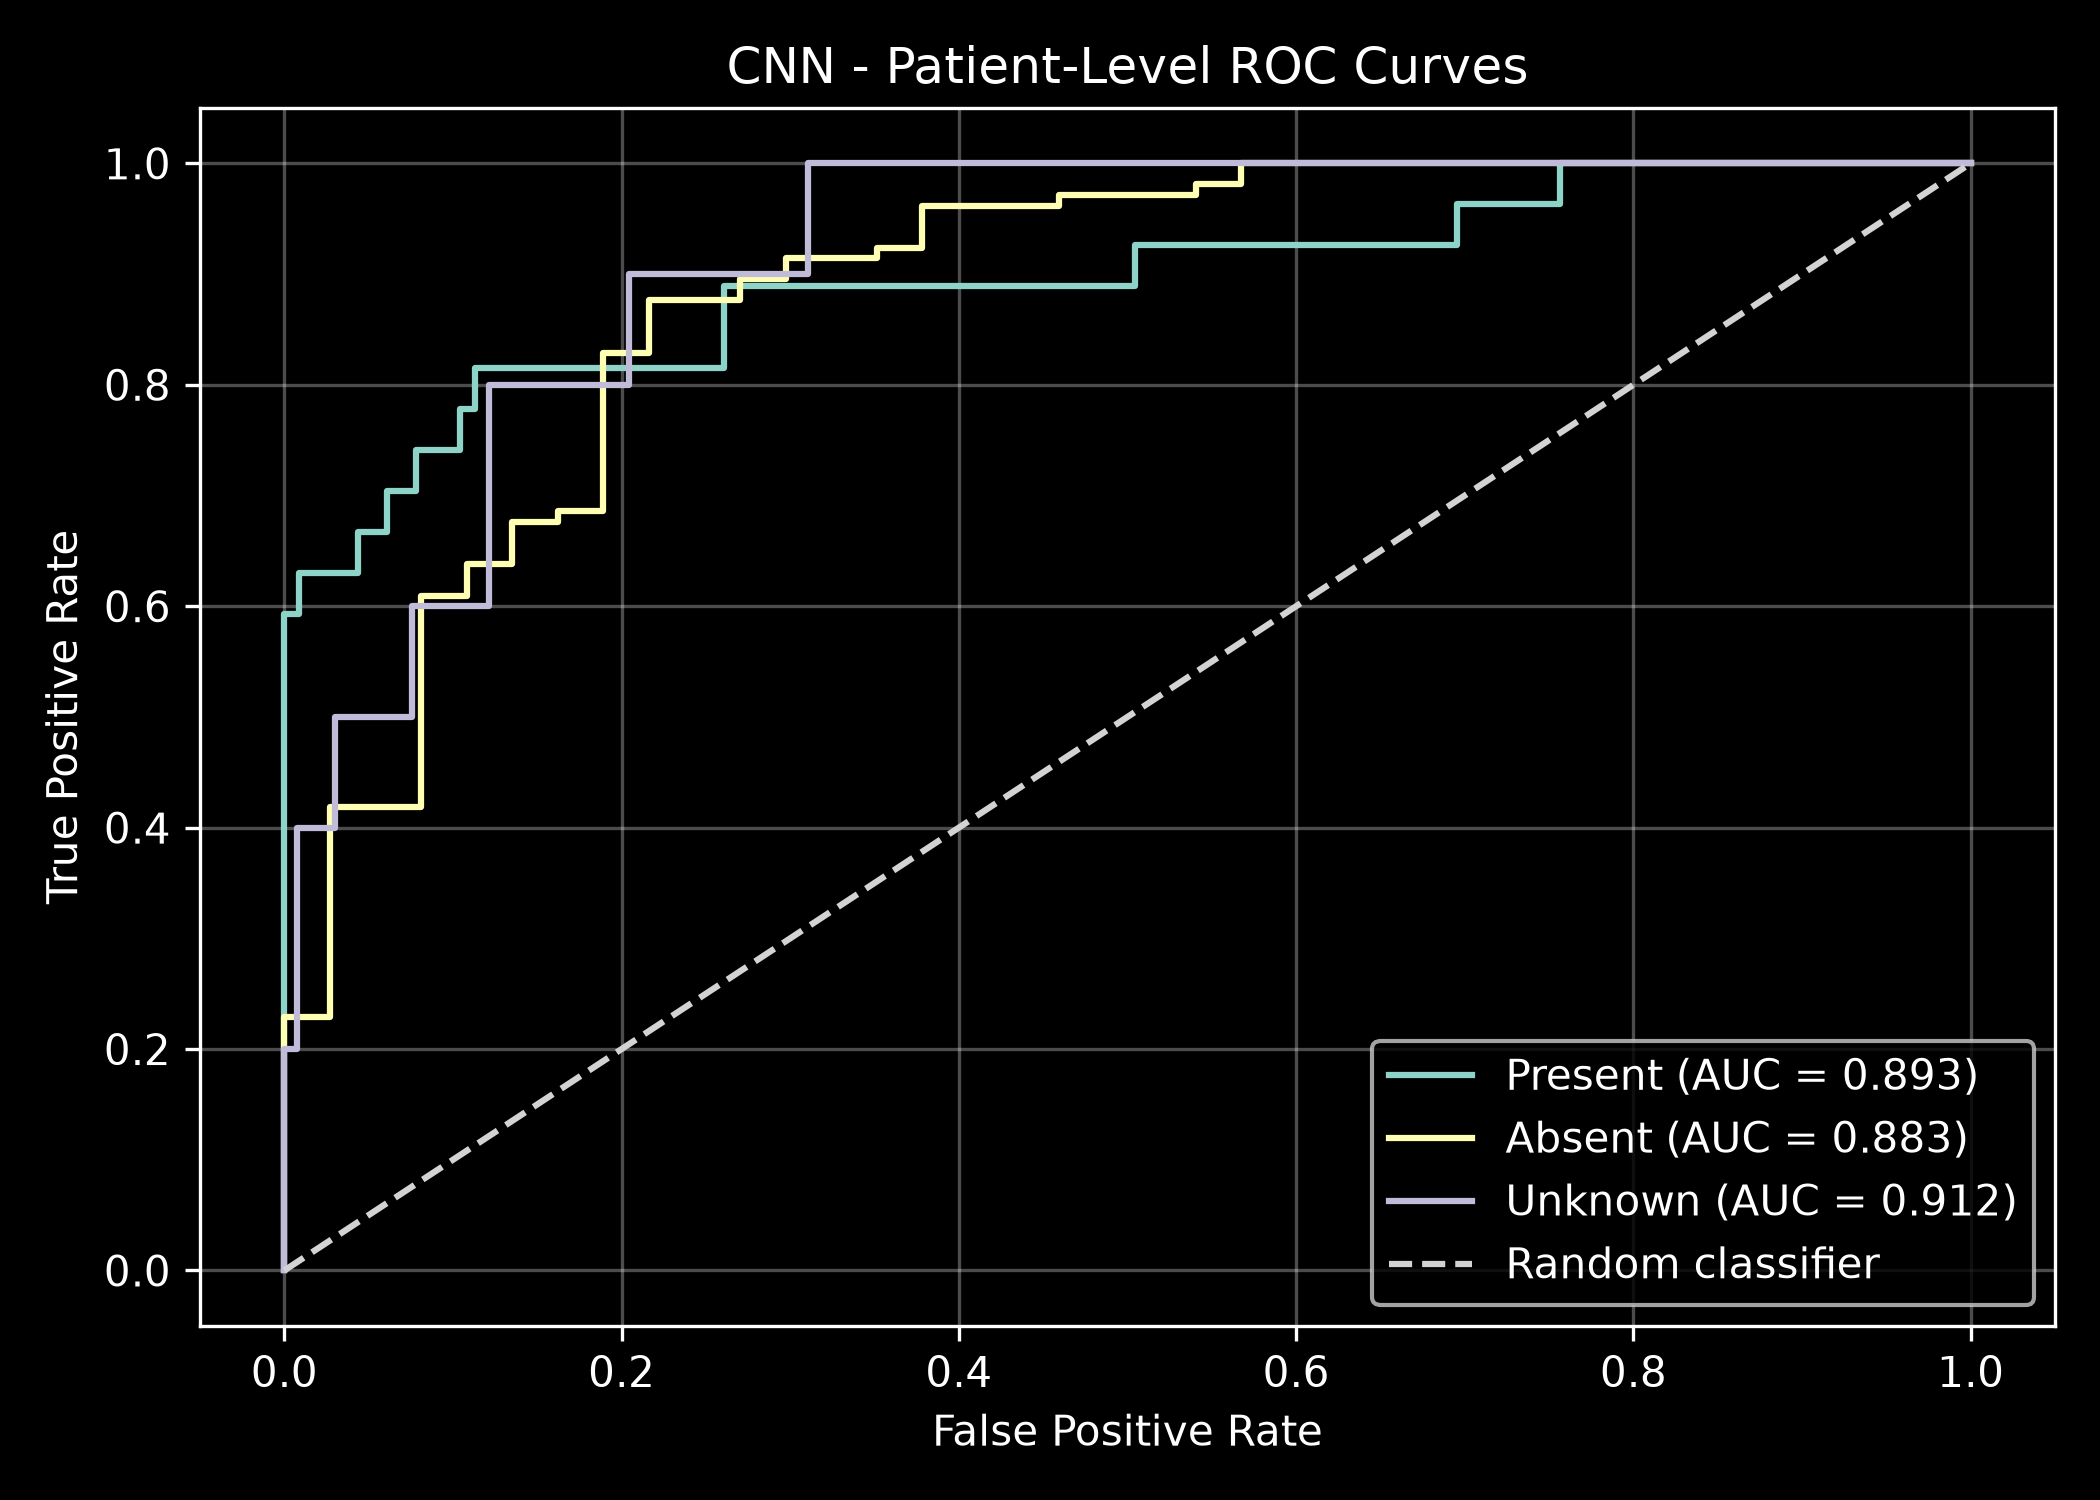 CNN - Patient-Level ROC Curves
True Positive Rate
1.0
0.8
0.6
0.4
0.2
0.0
0.0 0.2 0.4 0.6 0.8 1.0
False Positive Rate
Present (AUC = 0.893)
Absent (AUC = 0.883)
Unknown (AUC = 0.912)
Random classifier